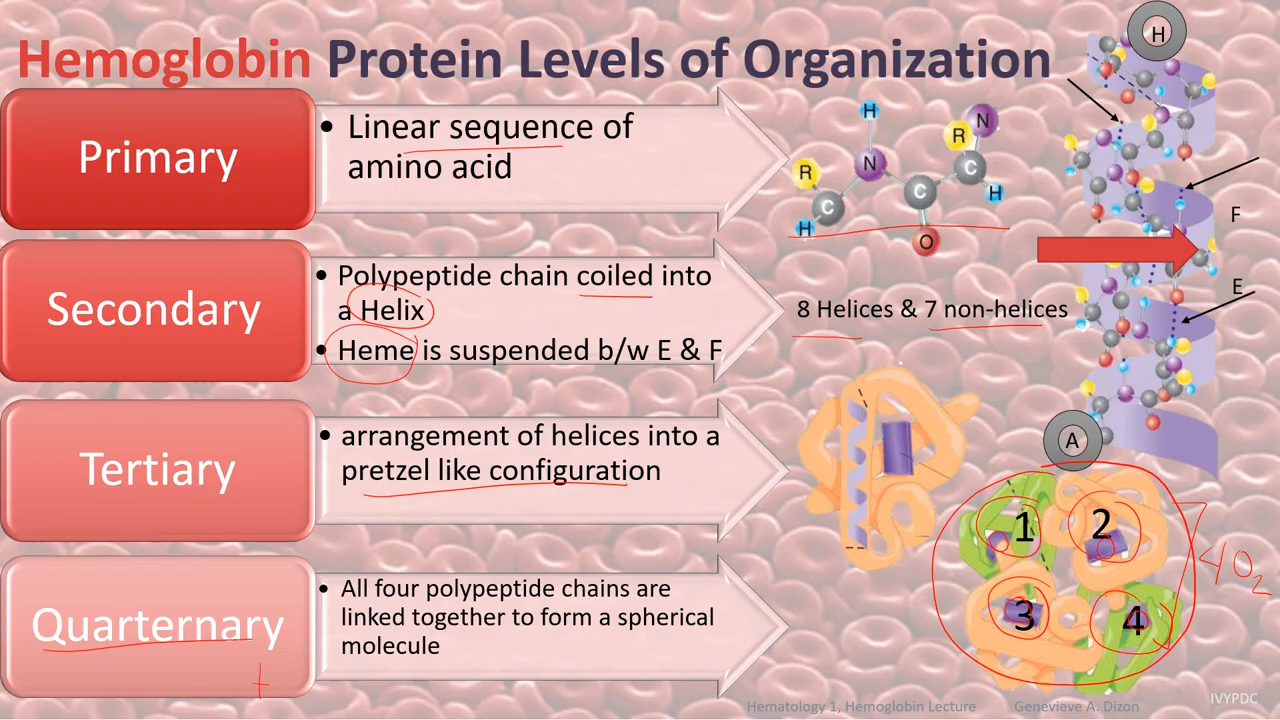 Hemoglobin Protein Levels of Organization
Primary
• Linear sequence of
amino acid
Secondary
• Polypeptide chain coiled into
a Helix
• Heme is suspended b/w E & F
Tertiary
• arrangement of helices into a
pretzel like configuration
Quarternary
• All four polypeptide chains are
linked together to form a spherical
molecule
H
N
R
N
R
C
C
C
H
H
O
8 Helices & 7 non-helices
H
F
E
A
1
2
3
4
4O2
Hematology 1, Hemoglobin Lecture Genevieve A. Dizon
IVYPDC